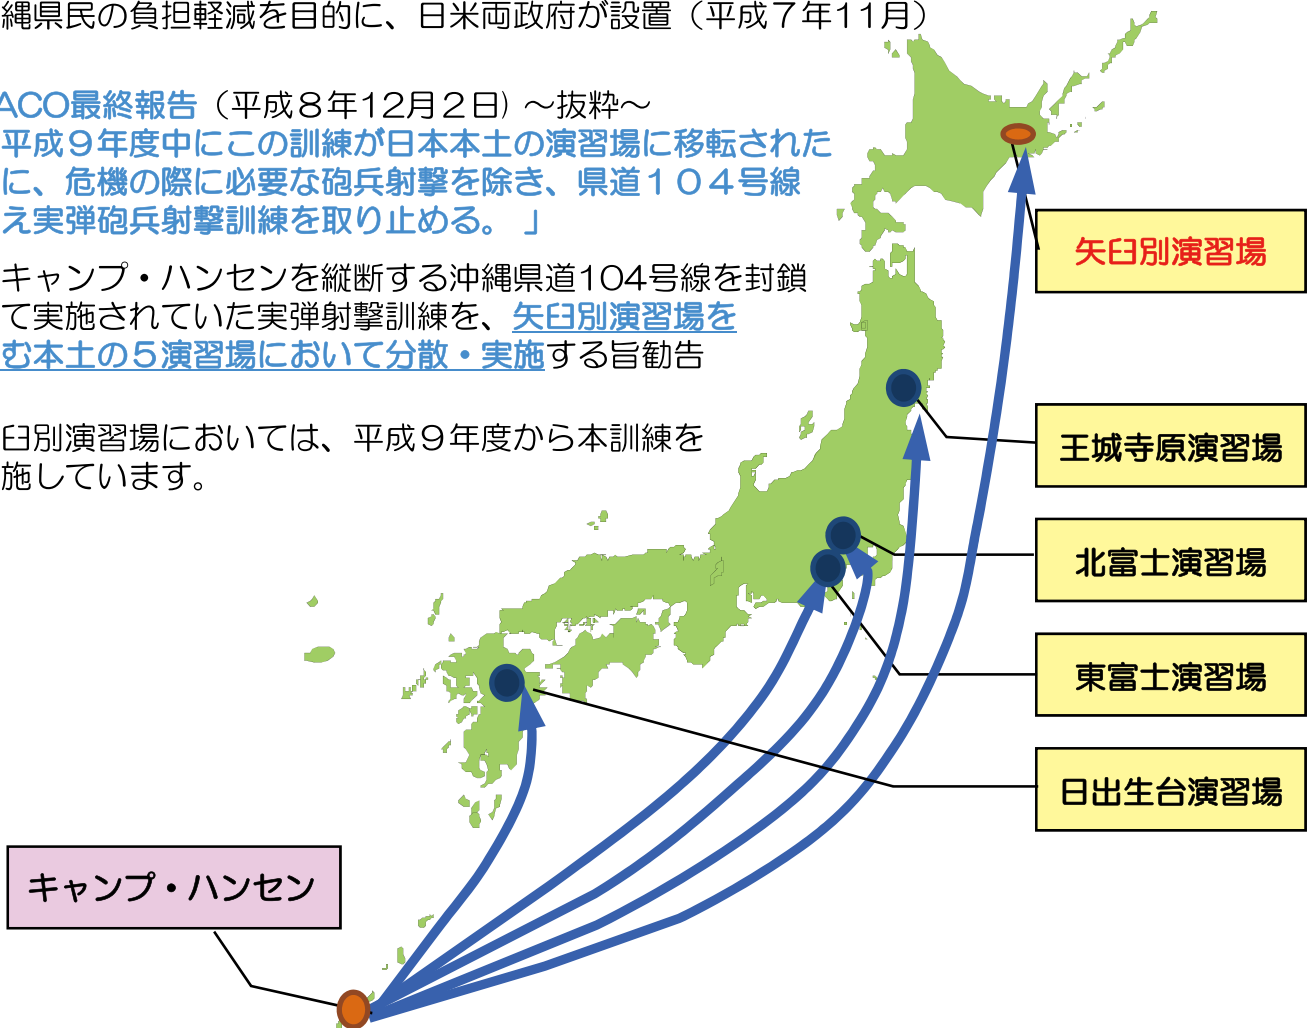 縄県民の負担軽減を目的に、日米両政府が設置（平成７年11月）
ACO最終報告（平成８年12月２日) ～抜粋～
平成９年度中にこの訓練が日本本土の演習場に移転された
に、危機の際に必要な砲兵射撃を除き、県道１０４号線
え実弾砲兵射撃訓練を取り止める。 」
キャンプ・ハンセンを縦断する沖縄県道104号線を封鎖
て実施されていた実弾射撃訓練を、矢臼別演習場を
む本土の５演習場において分散・実施する旨勧告
臼別演習場においては、平成９年度から本訓練を
施しています。
矢臼別演習場
王城寺原演習場
北富士演習場
東富士演習場
日出生台演習場
キャンプ・ハンセン